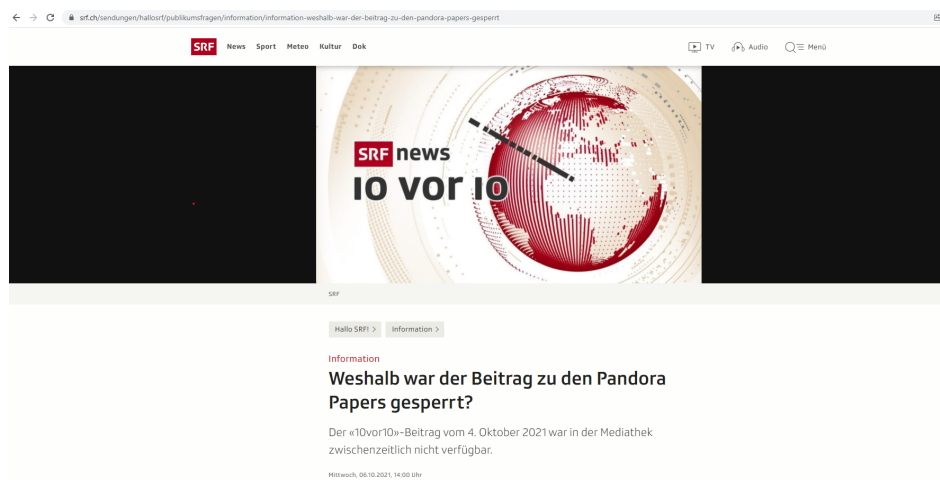 srf.ch/sendungen/hallosrf/publikumsfragen/information/information-weshalb-war-der-beitrag-zu-den-pandora-papers-gesperrt
SRF News Sport Meteo Kultur Dok TV Audio Menü
SRF news
10 vor 10
SRF
Hallo SRF! > Information >
Information
Weshalb war der Beitrag zu den Pandora
Papers gesperrt?
Der «10vor10»-Beitrag vom 4. Oktober 2021 war in der Mediathek
zwischenzeitlich nicht verfügbar.
Mittwoch, 06.10.2021, 14:00 Uhr